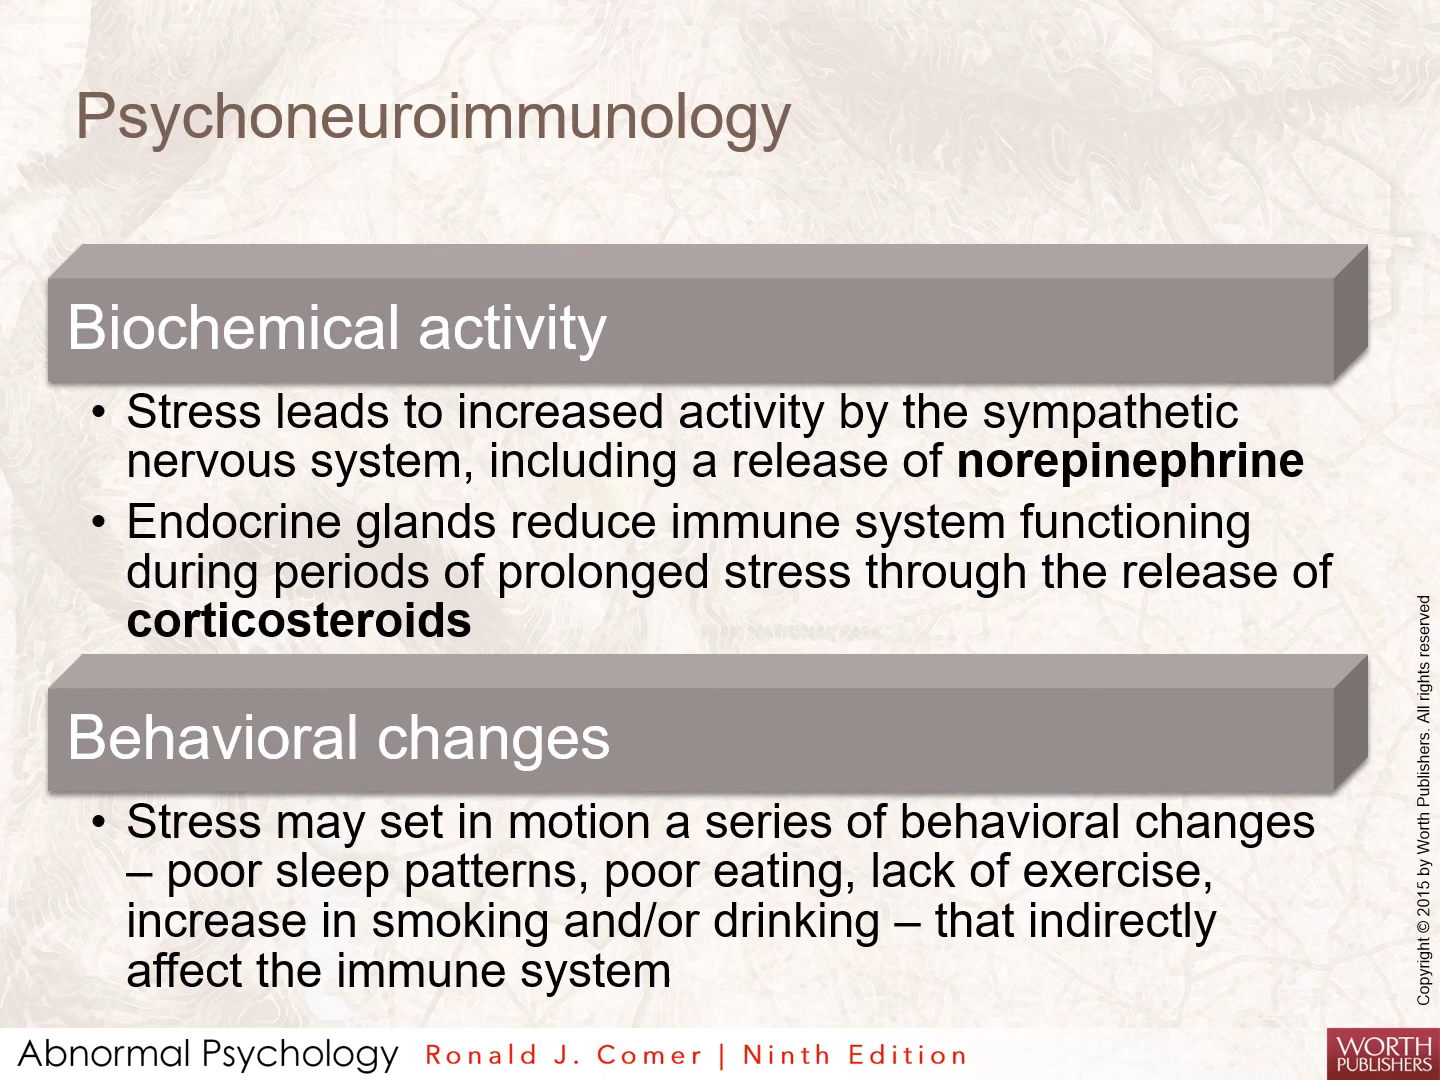 Psychoneuroimmunology
Biochemical activity
• Stress leads to increased activity by the sympathetic
nervous system, including a release of norepinephrine
• Endocrine glands reduce immune system functioning
during periods of prolonged stress through the release of
corticosteroids
Behavioral changes
• Stress may set in motion a series of behavioral changes
– poor sleep patterns, poor eating, lack of exercise,
increase in smoking and/or drinking – that indirectly
affect the immune system
Copyright © 2015 by Worth Publishers. All rights reserved
Abnormal Psychology Ronald J. Comer | Ninth Edition
WORTH
PUBLISHERS